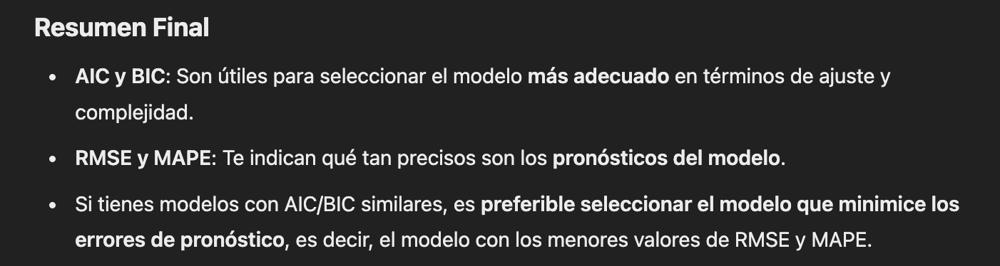 Resumen Final
• AIC y BIC: Son útiles para seleccionar el modelo más adecuado en términos de ajuste y
complejidad.
• RMSE y MAPE: Te indican qué tan precisos son los pronósticos del modelo.
• Si tienes modelos con AIC/BIC similares, es preferible seleccionar el modelo que minimice los
errores de pronóstico, es decir, el modelo con los menores valores de RMSE y MAPE.